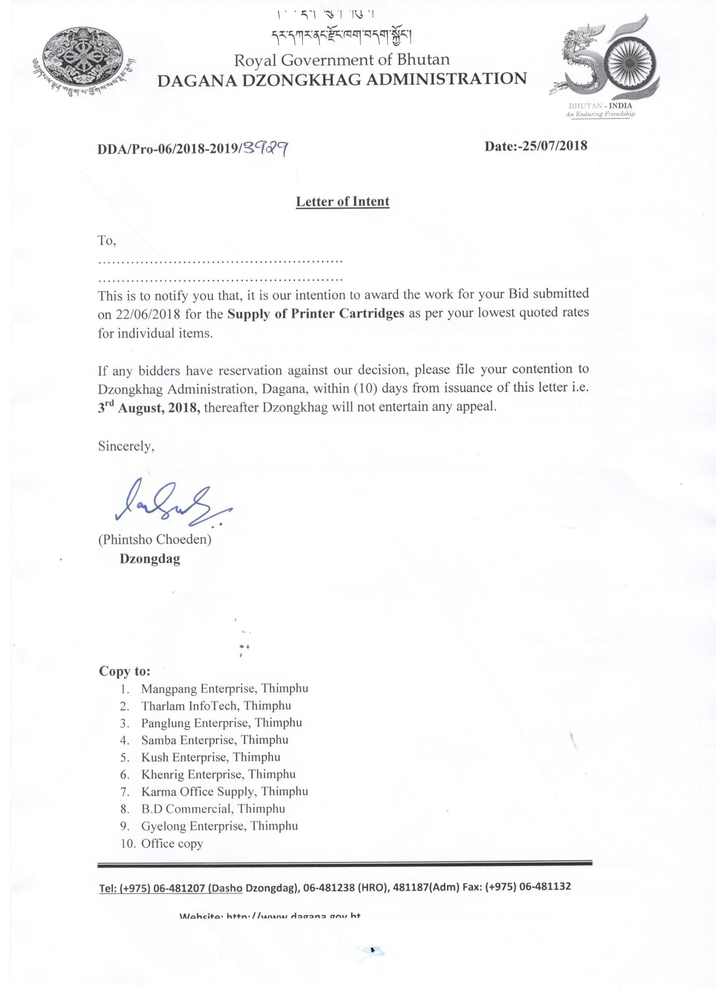 དར་དཀར་ནང་རྫོང་ཁག་བདག་སྐྱོང།
Royal Government of Bhutan
DAGANA DZONGKHAG ADMINISTRATION
BHUTAN - INDIA
An Enduring Friendship
DDA/Pro-06/2018-2019/3929
Date:-25/07/2018
Letter of Intent
To,
......................................................
......................................................
This is to notify you that, it is our intention to award the work for your Bid submitted
on 22/06/2018 for the Supply of Printer Cartridges as per your lowest quoted rates
for individual items.
If any bidders have reservation against our decision, please file your contention to
Dzongkhag Administration, Dagana, within (10) days from issuance of this letter i.e.
3rd August, 2018, thereafter Dzongkhag will not entertain any appeal.
Sincerely,
(Phintsho Choeden)
Dzongdag
Copy to:
1. Mangpang Enterprise, Thimphu
2. Tharlam InfoTech, Thimphu
3. Panglung Enterprise, Thimphu
4. Samba Enterprise, Thimphu
5. Kush Enterprise, Thimphu
6. Khenrig Enterprise, Thimphu
7. Karma Office Supply, Thimphu
8. B.D Commercial, Thimphu
9. Gyelong Enterprise, Thimphu
10. Office copy
Tel: (+975) 06-481207 (Dasho Dzongdag), 06-481238 (HRO), 481187(Adm) Fax: (+975) 06-481132
Website: http://www.dagana.gov.bt